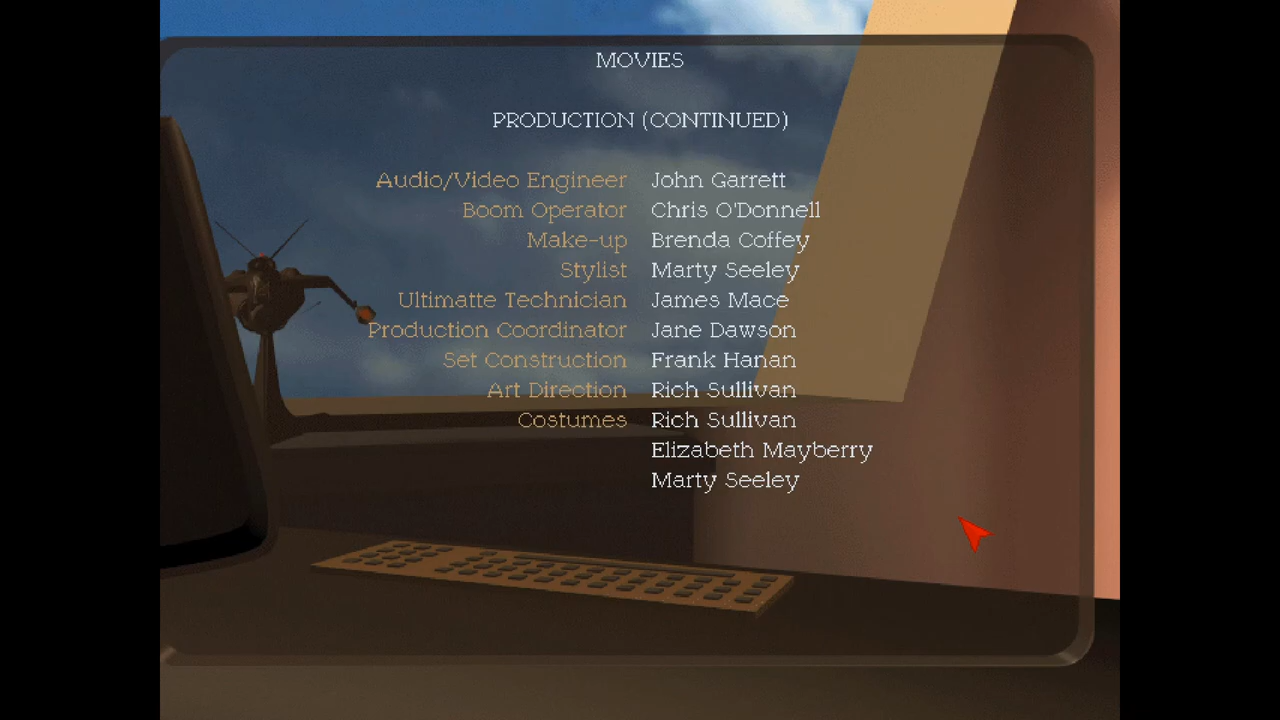 MOVIES
PRODUCTION (CONTINUED)
Audio/Video Engineer John Garrett
Boom Operator Chris O'Donnell
Make-up Brenda Coffey
Stylist Marty Seeley
Ultimatte Technician James Mace
Production Coordinator Jane Dawson
Set Construction Frank Hanan
Art Direction Rich Sullivan
Costumes Rich Sullivan
Elizabeth Mayberry
Marty Seeley